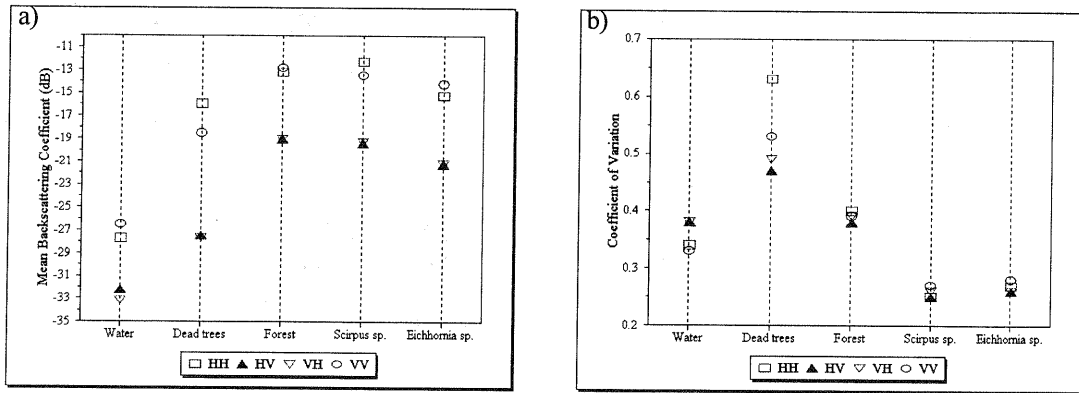 a)
-11
-13
-15
-17
-19
-21
-23
-25
-27
-29
-31
-33
-35
Mean Backscattering Coefficient (dB)
Water Dead trees Forest Scirpus sp. Eichhornia sp.
HH HV VH VV
b)
0.7
0.6
0.5
0.4
0.3
0.2
Coefficient of Variation
Water Dead trees Forest Scirpus sp. Eichhornia sp.
HH HV VH VV